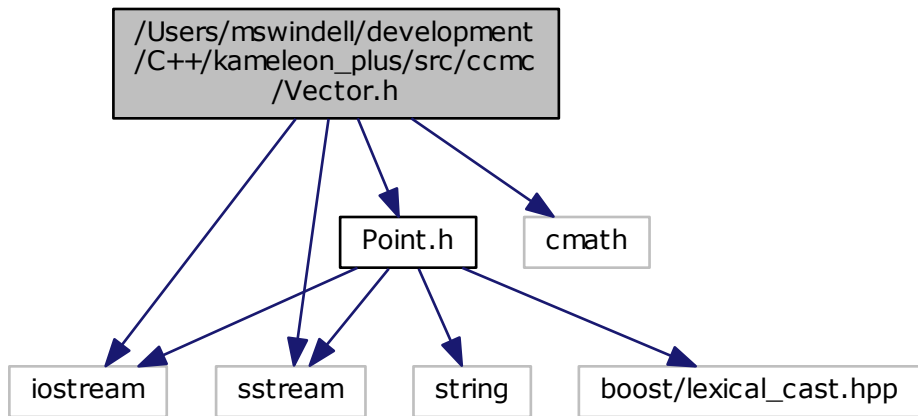 /Users/mswindell/development
/C++/kameleon_plus/src/ccmc
/Vector.h
Point.h
cmath
iostream
sstream
string
boost/lexical_cast.hpp